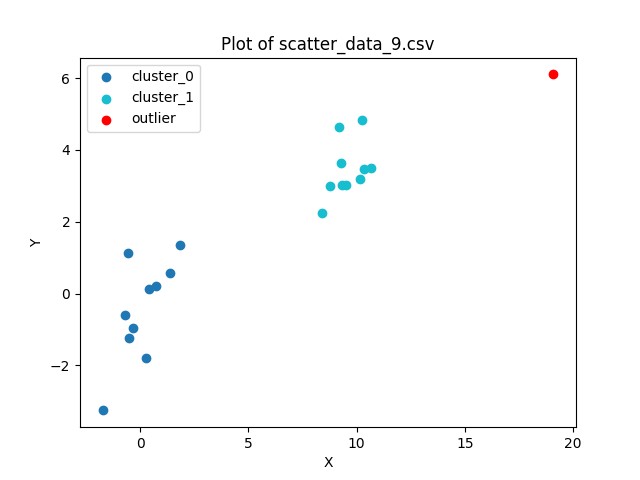 Plot of scatter_data_9.csv
cluster_0
cluster_1
outlier
6
4
2
0
−2
Y
0
5
10
15
20
X